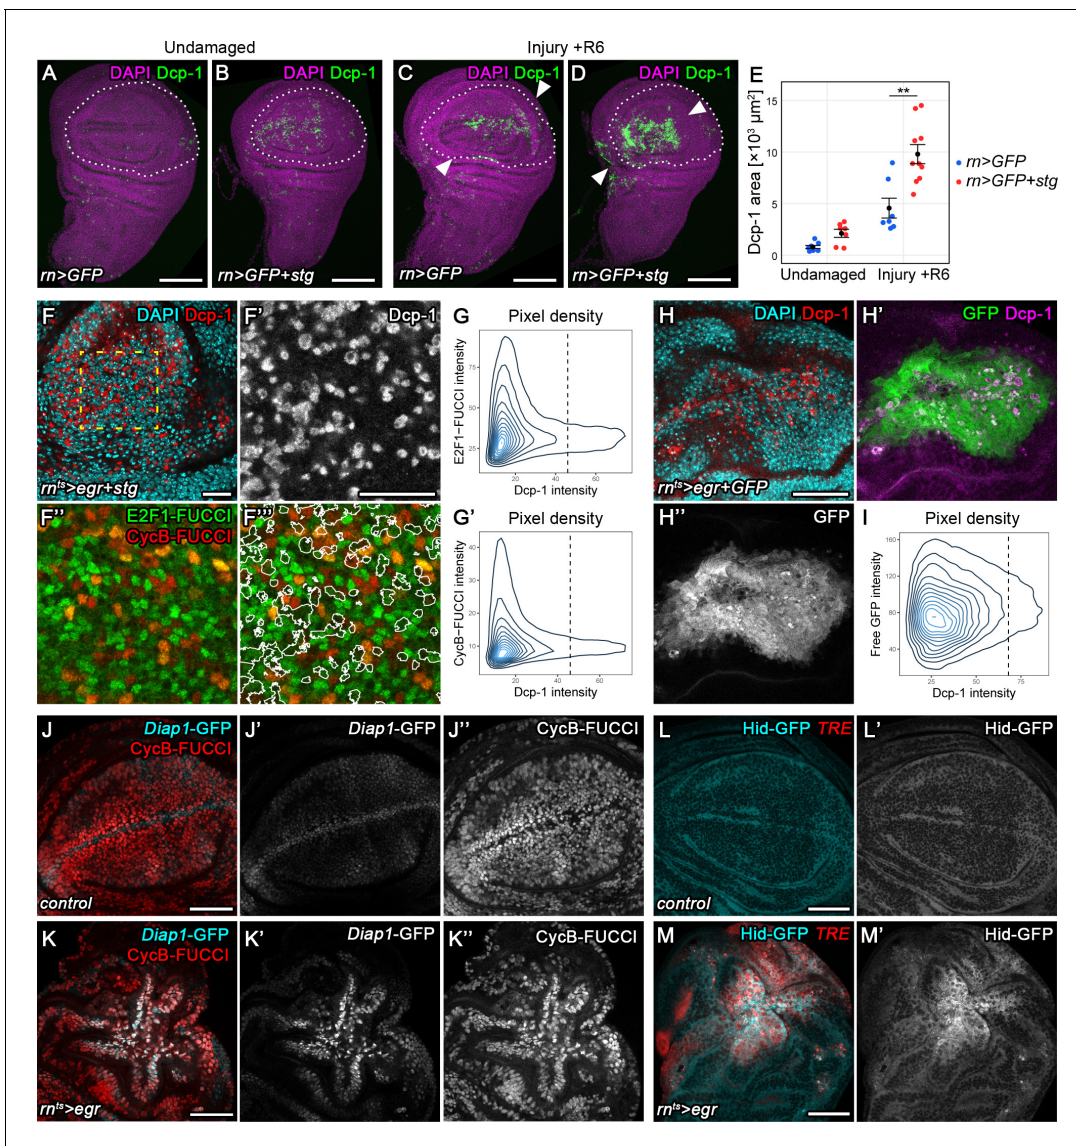 Undamaged
Injury +R6
A
DAPI Dcp-1
rn>GFP
B
DAPI Dcp-1
rn>GFP+stg
C
DAPI Dcp-1
rn>GFP
D
DAPI Dcp-1
rn>GFP+stg
E
**
Dcp-1 area [×10³ µm²]
15
10
5
0
Undamaged
Injury +R6
rn>GFP
rn>GFP+stg
F
DAPI Dcp-1
rnᵗˢ>egr+stg
F'
Dcp-1
G
Pixel density
E2F1-FUCCI intensity
75
50
25
20
40
60
Dcp-1 intensity
H
DAPI Dcp-1
rnᵗˢ>egr+GFP
H'
GFP Dcp-1
F''
E2F1-FUCCI
CycB-FUCCI
F'''
G'
Pixel density
CycB-FUCCI intensity
40
30
20
10
20
40
60
Dcp-1 intensity
H''
GFP
I
Pixel density
Free GFP intensity
160
120
80
40
25
50
75
Dcp-1 intensity
J
Diap1-GFP
CycB-FUCCI
control
J'
Diap1-GFP
J''
CycB-FUCCI
L
Hid-GFP TRE
control
L'
Hid-GFP
K
Diap1-GFP
CycB-FUCCI
rnᵗˢ>egr
K'
Diap1-GFP
K''
CycB-FUCCI
M
Hid-GFP TRE
rnᵗˢ>egr
M'
Hid-GFP